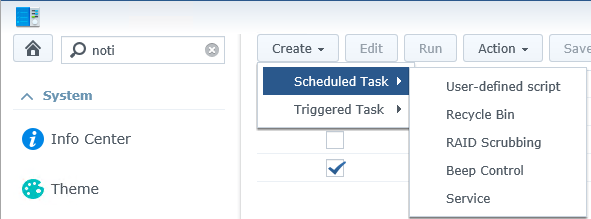 noti
Create Edit Run Action Save
System
Info Center
Theme
Scheduled Task
Triggered Task
User-defined script
Recycle Bin
RAID Scrubbing
Beep Control
Service